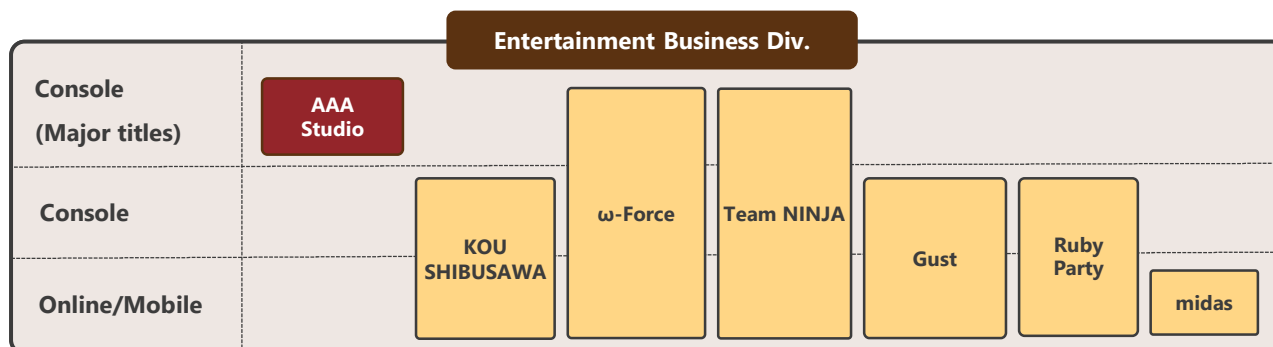 Entertainment Business Div.
Console
(Major titles)
AAA
Studio
Console
KOU
SHIBUSAWA
ω-Force
Team NINJA
Gust
Ruby
Party
Online/Mobile
midas